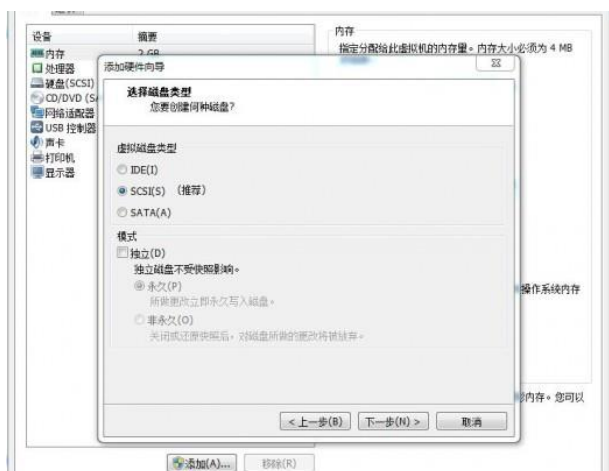 设备 摘要
内存 2 GB
处理器
硬盘(SCSI)
CD/DVD (SA
网络适配器
USB 控制器
声卡
打印机
显示器
内存
指定分配给此虚拟机的内存量。内存大小必须为 4 MB
添加硬件向导
选择磁盘类型
您要创建何种磁盘?
虚拟磁盘类型
IDE(I)
SCSI(S) (推荐)
SATA(A)
模式
独立(D)
独立磁盘不受快照影响。
永久(P)
所做更改立即永久写入磁盘。
非永久(O)
关闭或还原快照后,对磁盘所做的更改将被放弃。
<上一步(B) 下一步(N) > 取消
操作系统内存
内存。您可以
添加(A)... 移除(R)